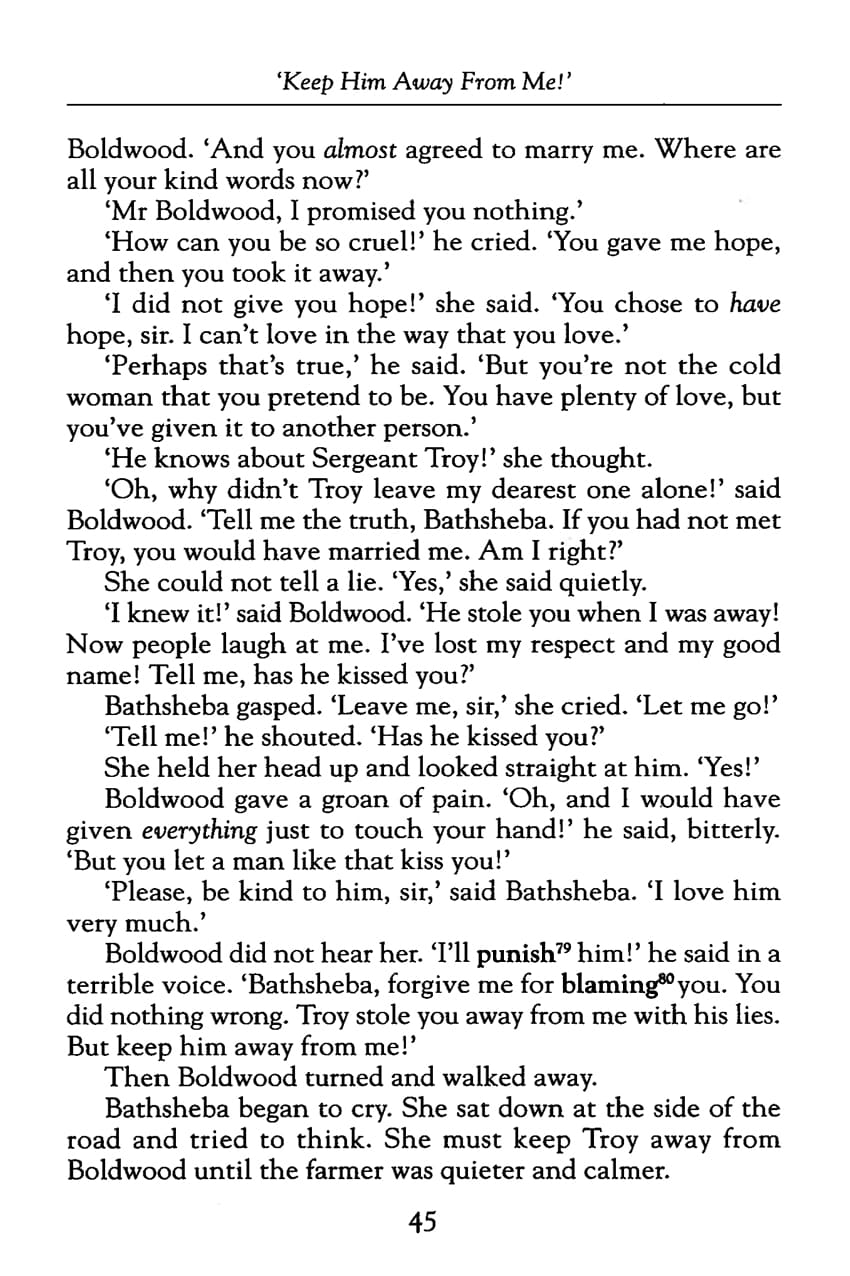 ‘Keep Him Away From Me!’
Boldwood. ‘And you almost agreed to marry me. Where are
all your kind words now?’
‘Mr Boldwood, I promised you nothing.’
‘How can you be so cruel!’ he cried. ‘You gave me hope,
and then you took it away.’
‘I did not give you hope!’ she said. ‘You chose to have
hope, sir. I can’t love in the way that you love.’
‘Perhaps that’s true,’ he said. ‘But you’re not the cold
woman that you pretend to be. You have plenty of love, but
you’ve given it to another person.’
‘He knows about Sergeant Troy!’ she thought.
‘Oh, why didn’t Troy leave my dearest one alone!’ said
Boldwood. ‘Tell me the truth, Bathsheba. If you had not met
Troy, you would have married me. Am I right?’
She could not tell a lie. ‘Yes,’ she said quietly.
‘I knew it!’ said Boldwood. ‘He stole you when I was away!
Now people laugh at me. I’ve lost my respect and my good
name! Tell me, has he kissed you?’
Bathsheba gasped. ‘Leave me, sir,’ she cried. ‘Let me go!’
‘Tell me!’ he shouted. ‘Has he kissed you?’
She held her head up and looked straight at him. ‘Yes!’
Boldwood gave a groan of pain. ‘Oh, and I would have
given everything just to touch your hand!’ he said, bitterly.
‘But you let a man like that kiss you!’
‘Please, be kind to him, sir,’ said Bathsheba. ‘I love him
very much.’
Boldwood did not hear her. ‘I’ll punish⁷⁹ him!’ he said in a
terrible voice. ‘Bathsheba, forgive me for blaming⁸⁰ you. You
did nothing wrong. Troy stole you away from me with his lies.
But keep him away from me!’
Then Boldwood turned and walked away.
Bathsheba began to cry. She sat down at the side of the
road and tried to think. She must keep Troy away from
Boldwood until the farmer was quieter and calmer.
45